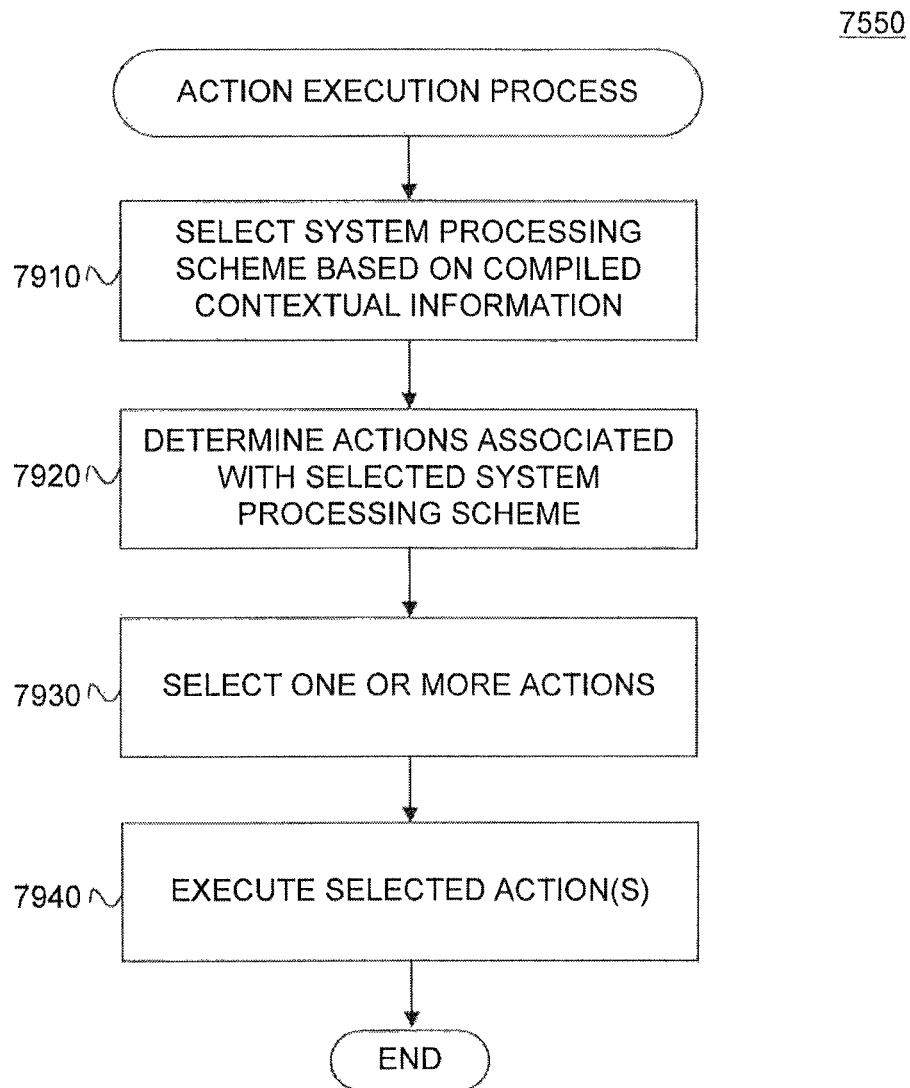 7550
ACTION EXECUTION PROCESS
7910
SELECT SYSTEM PROCESSING
SCHEME BASED ON COMPILED
CONTEXTUAL INFORMATION
7920
DETERMINE ACTIONS ASSOCIATED
WITH SELECTED SYSTEM
PROCESSING SCHEME
7930
SELECT ONE OR MORE ACTIONS
7940
EXECUTE SELECTED ACTION(S)
END